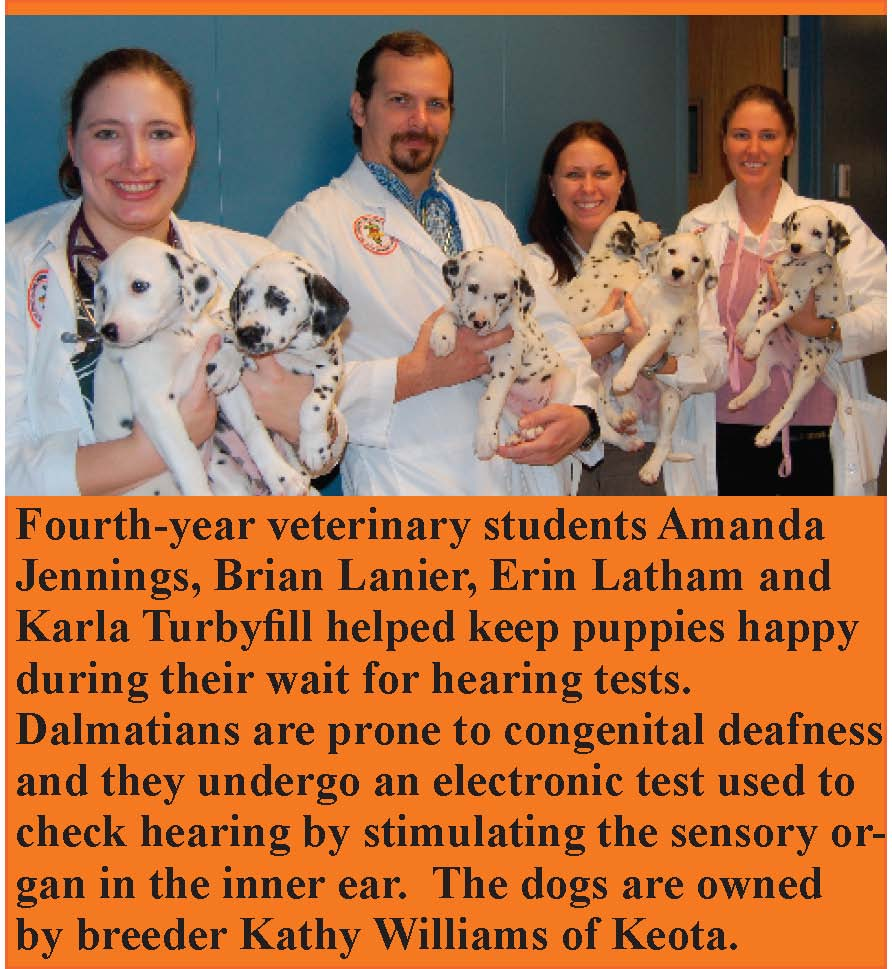 Fourth-year veterinary students Amanda
Jennings, Brian Lanier, Erin Latham and
Karla Turbyfill helped keep puppies happy
during their wait for hearing tests.
Dalmatians are prone to congenital deafness
and they undergo an electronic test used to
check hearing by stimulating the sensory or-
gan in the inner ear.  The dogs are owned
by breeder Kathy Williams of Keota.